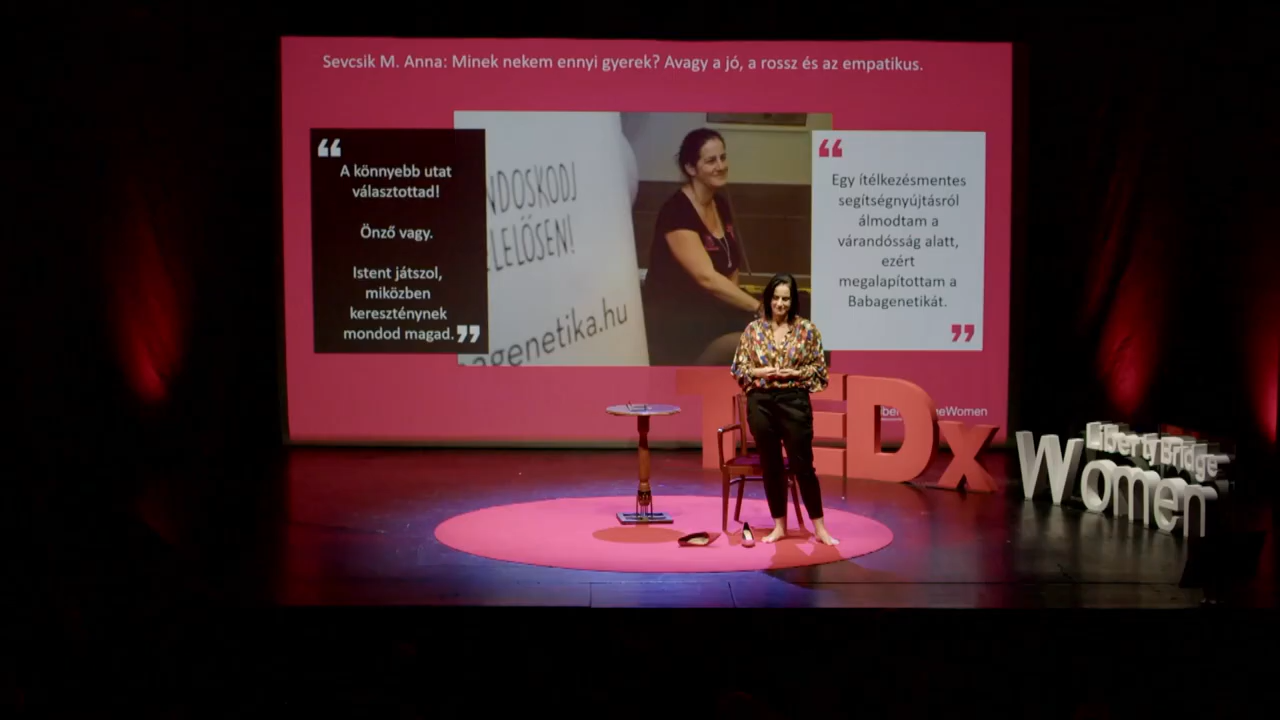 Sevcsik M. Anna: Minek nekem ennyi gyerek? Avagy a jó, a rossz és az empatikus.
“
A könnyebb utat
választottad!
Önző vagy.
Istent játszol,
miközben
kereszténynek
mondod magad.”
NDOSKODJ
LELŐSEN!
agenetika.hu
“
Egy ítélkezésmentes
segítségnyújtásról
álmodtam a
várandósság alatt,
ezért
megalapítottam a
Babagenetikát.
”
TEDx
Liberty Bridge
Women